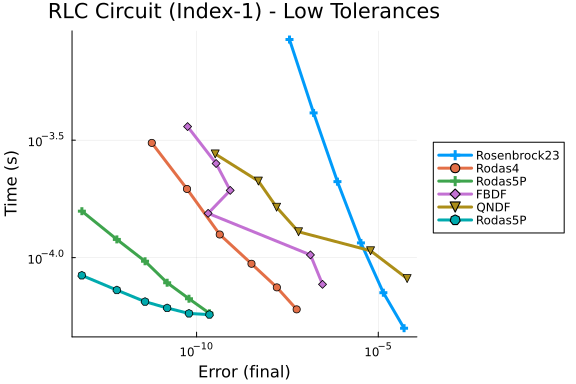 RLC Circuit (Index-1) - Low Tolerances
Time (s)
10^-3.5
10^-4.0
10^-10
10^-5
Error (final)
Rosenbrock23
Rodas4
Rodas5P
FBDF
QNDF
Rodas5P